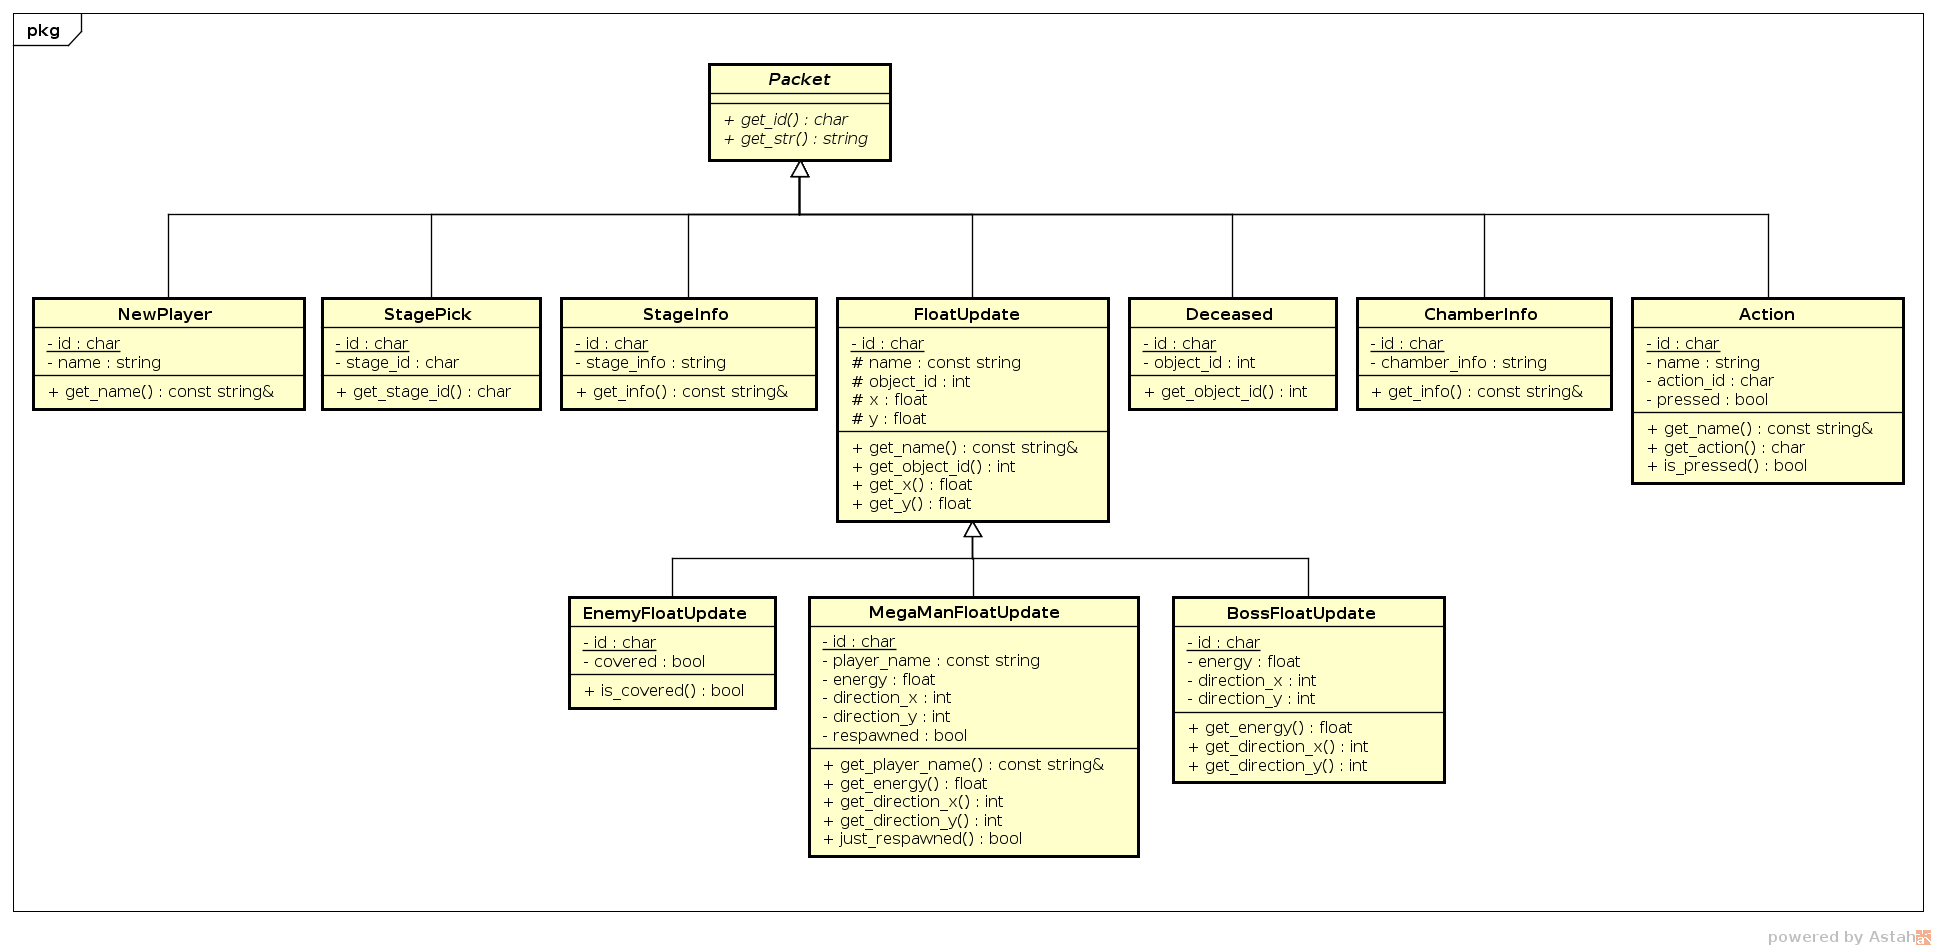 pkg
Packet
+ get_id() : char
+ get_str() : string
NewPlayer
- id : char
- name : string
+ get_name() : const string&
StagePick
- id : char
- stage_id : char
+ get_stage_id() : char
StageInfo
- id : char
- stage_info : string
+ get_info() : const string&
FloatUpdate
- id : char
# name : const string
# object_id : int
# x : float
# y : float
+ get_name() : const string&
+ get_object_id() : int
+ get_x() : float
+ get_y() : float
Deceased
- id : char
- object_id : int
+ get_object_id() : int
ChamberInfo
- id : char
- chamber_info : string
+ get_info() : const string&
Action
- id : char
- name : string
- action_id : char
- pressed : bool
+ get_name() : const string&
+ get_action() : char
+ is_pressed() : bool
EnemyFloatUpdate
- id : char
- covered : bool
+ is_covered() : bool
MegaManFloatUpdate
- id : char
- player_name : const string
- energy : float
- direction_x : int
- direction_y : int
- respawned : bool
+ get_player_name() : const string&
+ get_energy() : float
+ get_direction_x() : int
+ get_direction_y() : int
+ just_respawned() : bool
BossFloatUpdate
- id : char
- energy : float
- direction_x : int
- direction_y : int
+ get_energy() : float
+ get_direction_x() : int
+ get_direction_y() : int
powered by Astah